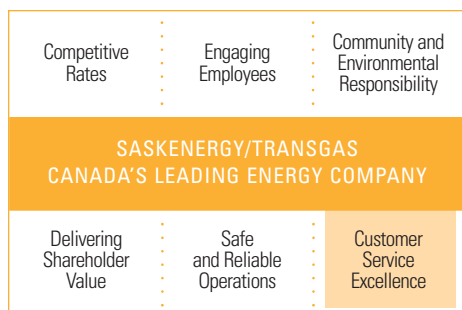 Competitive
Rates
Engaging
Employees
Community and
Environmental
Responsibility
SASKENERGY/TRANSGAS
CANADA'S LEADING ENERGY COMPANY
Delivering
Shareholder
Value
Safe
and Reliable
Operations
Customer
Service
Excellence